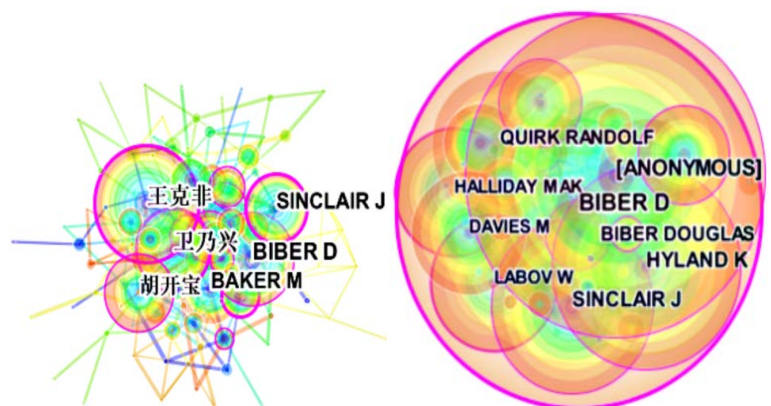 王克非
SINCLAIR J
卫乃兴
BIBER D
胡开宝
BAKER M
QUIRK RANDOLF
[ANONYMOUS]
HALLIDAY MAK
BIBER D
DAVIES M
BIBER DOUGLAS
HYLAND K
LABOV W
SINCLAIR J